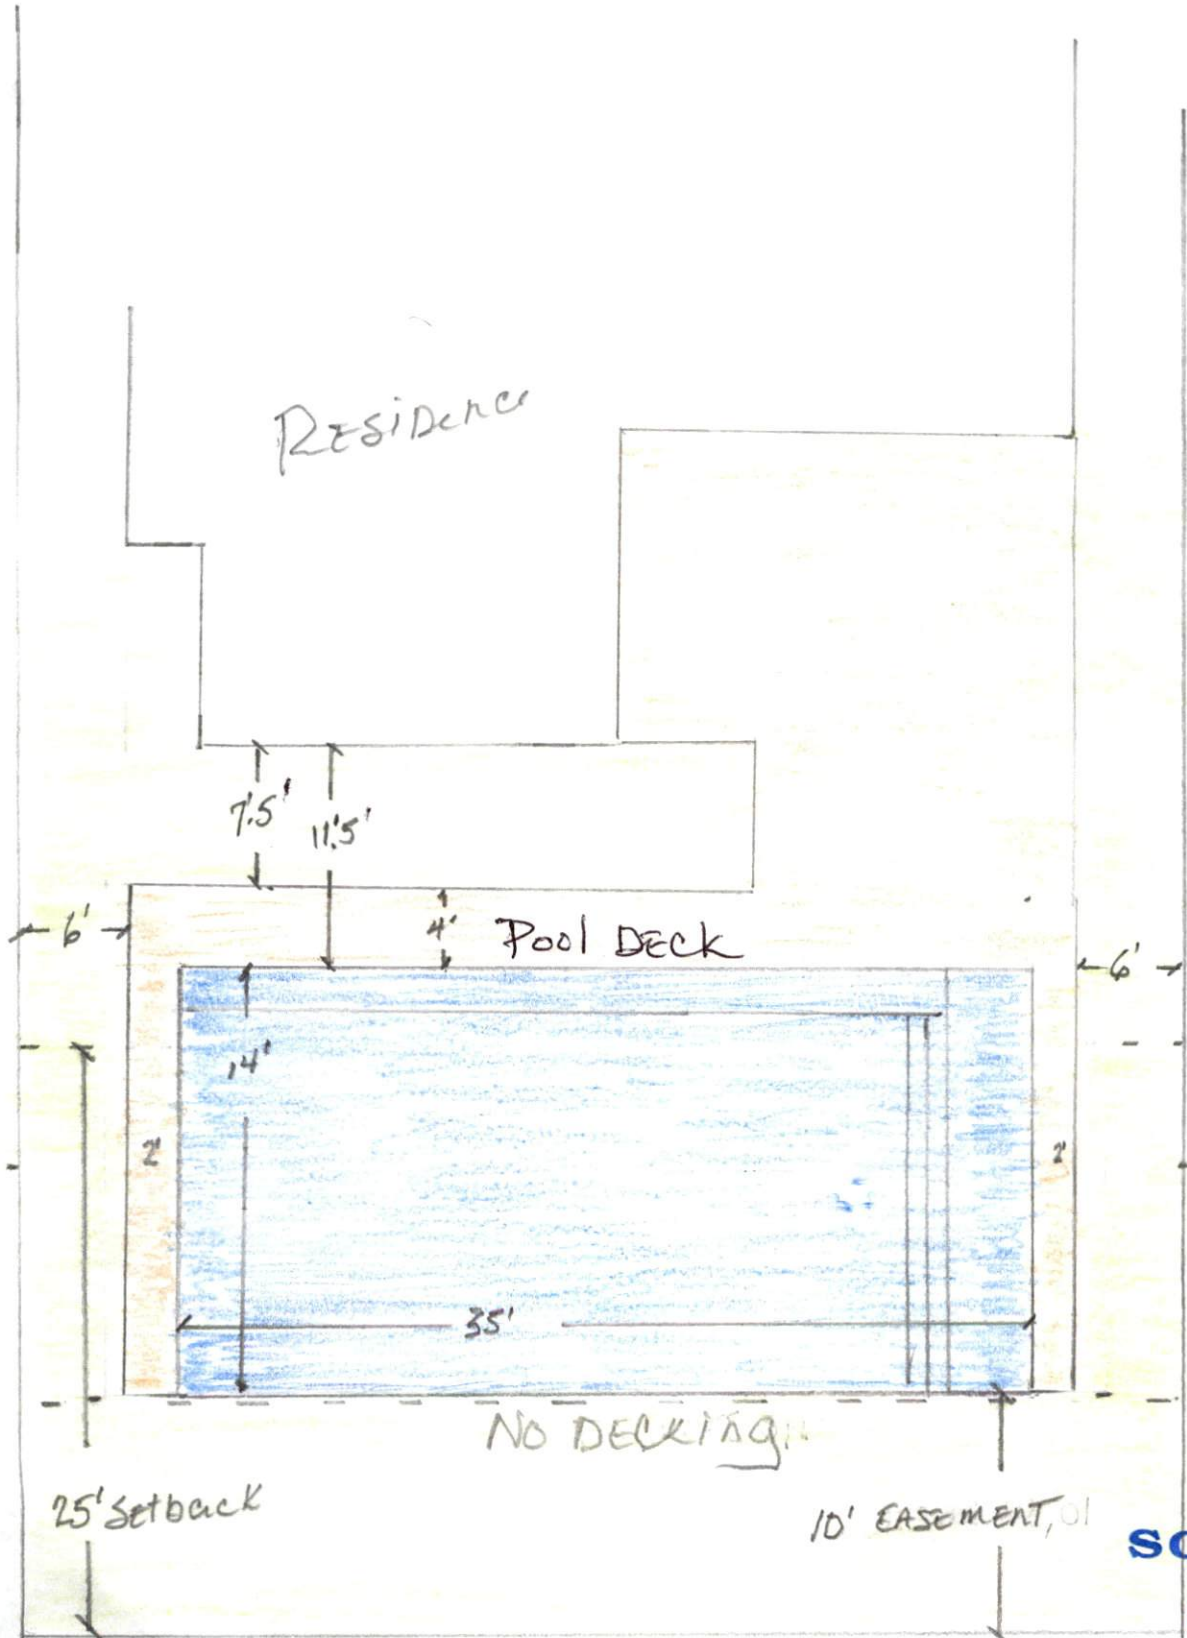 RESiDence
7.5'
11.5'
6'
4'
Pool DECK
6'
14'
2'
2'
35'
NO DECKing
25' Setback
10' EASEMENT,
SC